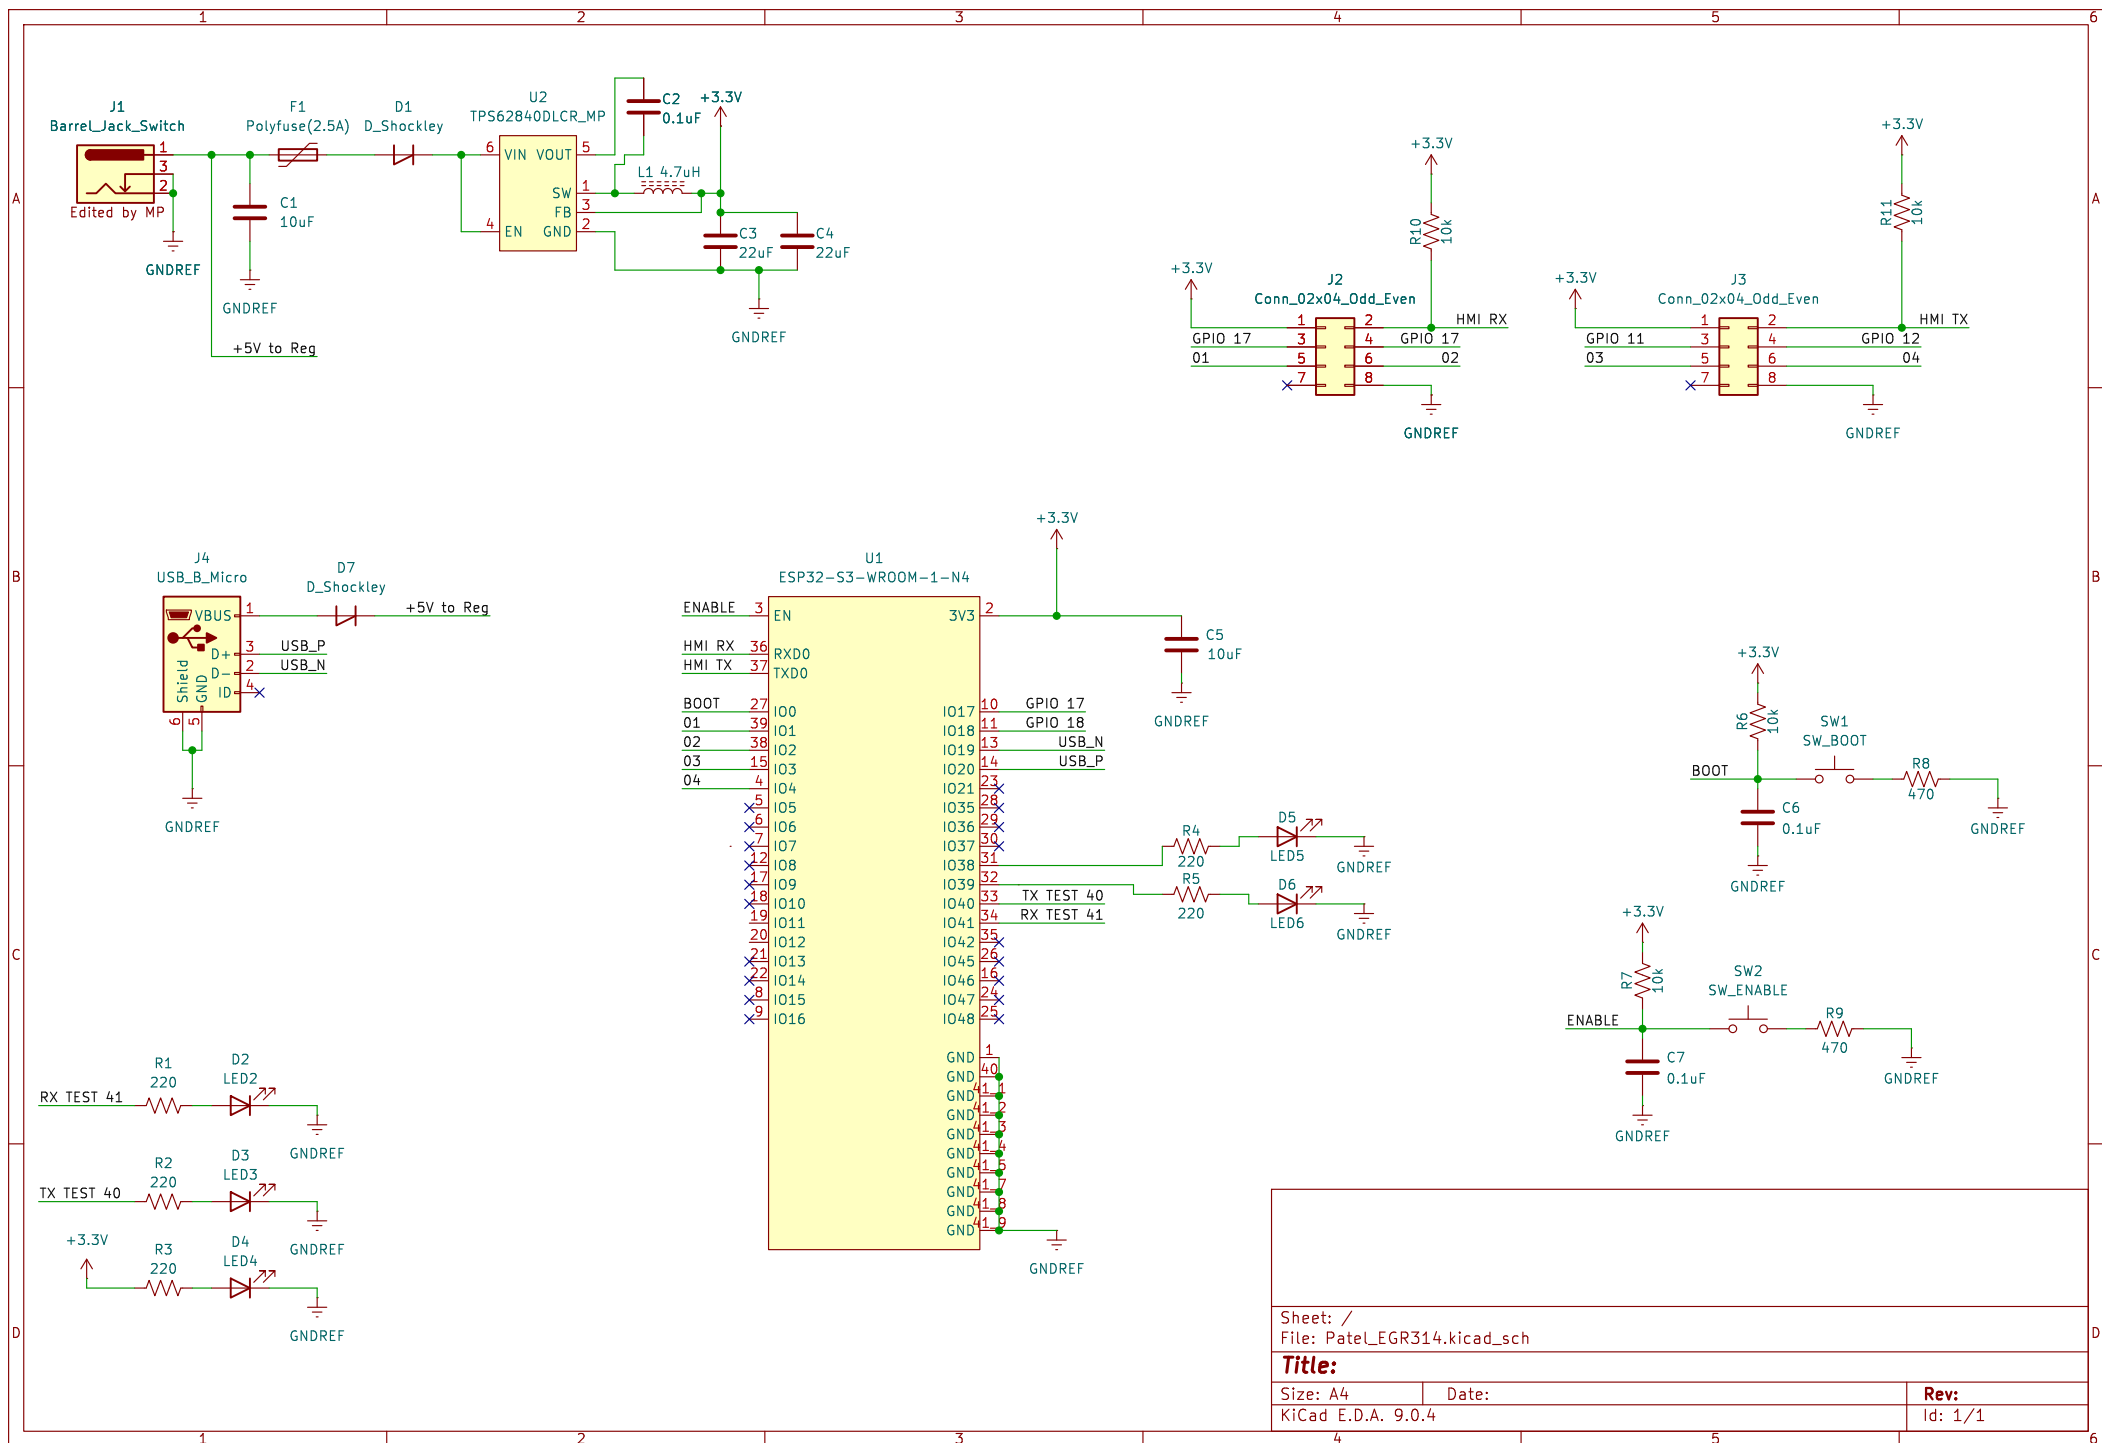 1 2 3 4 5 6
A
B
C
D
J1
Barrel_Jack_Switch
1
3
2
Edited by MP
GNDREF
F1
Polyfuse(2.5A)
C1
10uF
GNDREF
+5V to Reg
D1
D_Shockley
U2
TPS62840DLCR_MP
6 VIN VOUT 5
SW 1
FB 3
4 EN GND 2
C2
0.1uF
+3.3V
L1 4.7uH
C3
22uF
C4
22uF
GNDREF
+3.3V
J2
Conn_02x04_Odd_Even
+3.3V
R10
10k
HMI RX
1 2
GPIO 17 3 4 GPIO 17
01 5 6 02
7 8
GNDREF
+3.3V
J3
Conn_02x04_Odd_Even
+3.3V
R11
10k
HMI TX
1 2
GPIO 11 3 4 GPIO 12
03 5 6 04
7 8
GNDREF
J4
USB_B_Micro
VBUS 1
D+ 3 USB_P
D- 2 USB_N
ID 4
Shield
GND
6 5
GNDREF
D7
D_Shockley
+5V to Reg
U1
ESP32-S3-WROOM-1-N4
ENABLE 3 EN
HMI RX 36 RXD0
HMI TX 37 TXD0
BOOT 27 IO0
01 39 IO1
02 38 IO2
03 15 IO3
04 4 IO4
5 IO5
6 IO6
7 IO7
12 IO8
17 IO9
18 IO10
19 IO11
20 IO12
21 IO13
22 IO14
8 IO15
9 IO16
3V3 2
+3.3V
C5
10uF
GNDREF
IO17 10 GPIO 17
IO18 11 GPIO 18
IO19 13 USB_N
IO20 14 USB_P
IO21 23
IO35 28
IO36 29
IO37 30
IO38 31
IO39 32
IO40 33 TX TEST 40
IO41 34 RX TEST 41
IO42 35
IO45 26
IO46 16
IO47 24
IO48 25
GND 1
GND 40
GND 41_1
GND 41_2
GND 41_3
GND 41_4
GND 41_5
GND 41_7
GND 41_8
GND 41_9
GNDREF
R4
220
D5
LED5
GNDREF
R5
220
D6
LED6
GNDREF
+3.3V
R6
10k
SW1
SW_BOOT
BOOT
R8
470
GNDREF
C6
0.1uF
GNDREF
+3.3V
R7
10k
SW2
SW_ENABLE
ENABLE
R9
470
GNDREF
C7
0.1uF
GNDREF
R1
220
D2
LED2
RX TEST 41
GNDREF
R2
220
D3
LED3
TX TEST 40
GNDREF
+3.3V
R3
220
D4
LED4
GNDREF
Sheet: /
File: Patel_EGR314.kicad_sch
Title:
Size: A4 Date: Rev:
KiCad E.D.A. 9.0.4 Id: 1/1
A
B
C
D
1 2 3 4 5 6